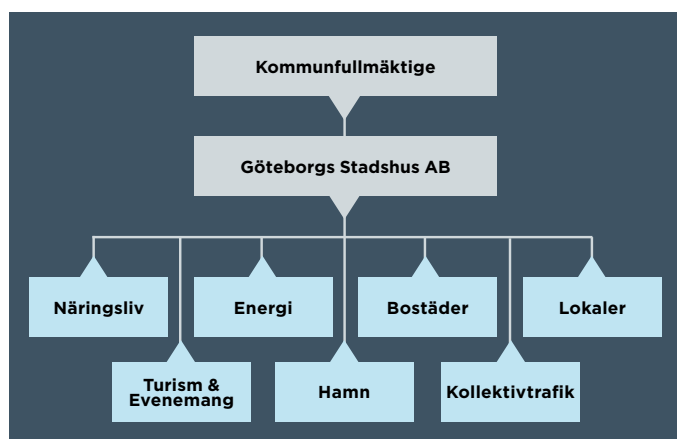 Kommunfullmäktige
Göteborgs Stadshus AB
Näringsliv
Energi
Bostäder
Lokaler
Turism &
Evenemang
Hamn
Kollektivtrafik